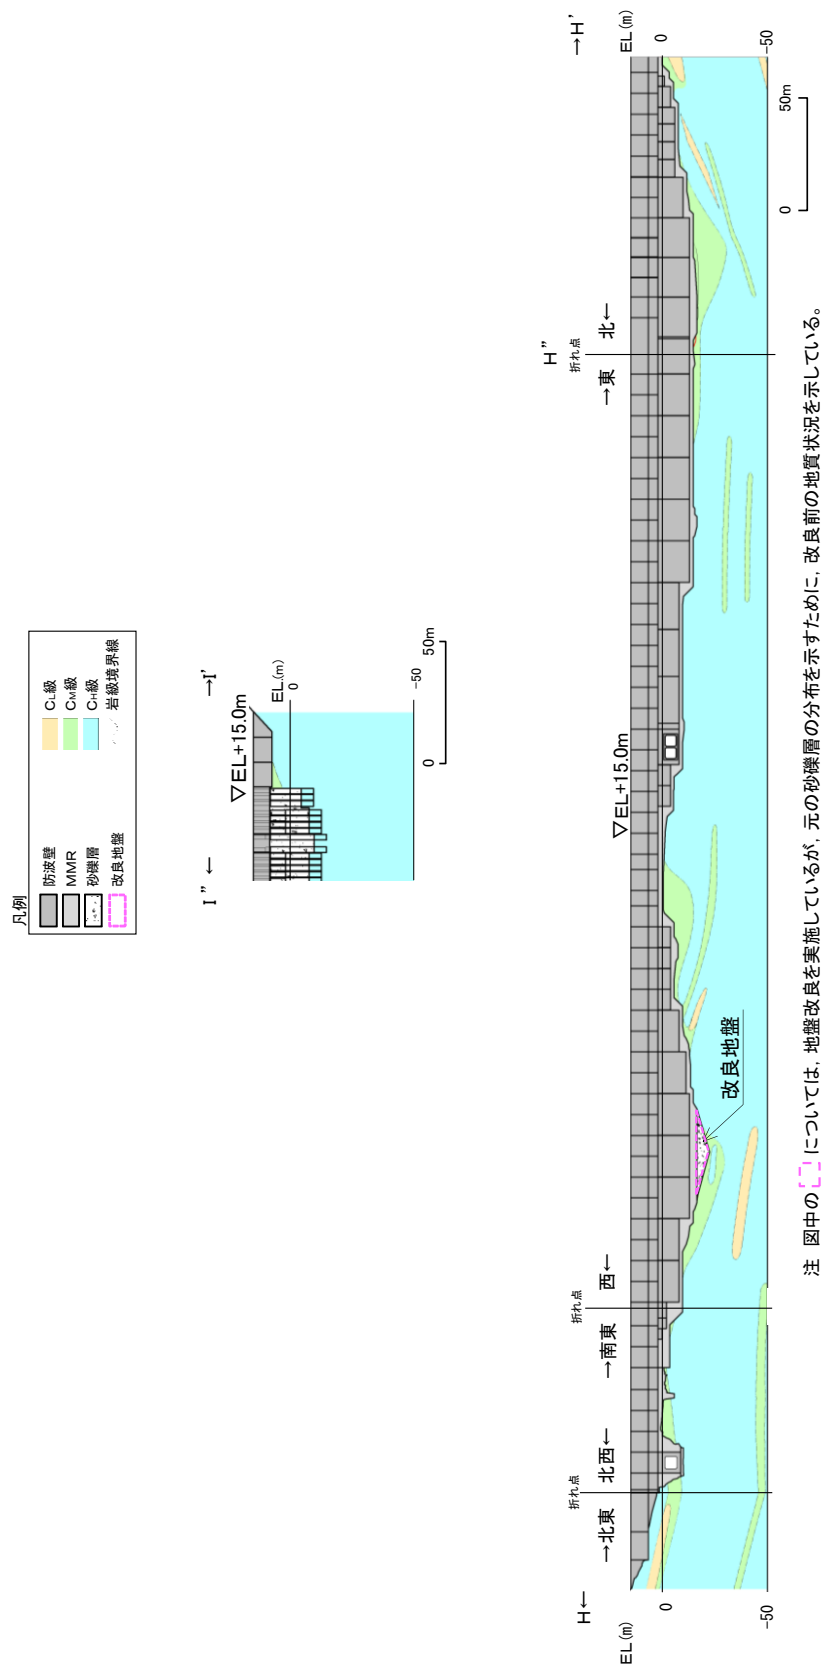 凡例
防波壁
MMR
砂礫層
改良地盤
CL級
CM級
CH級
岩級境界線
I” ←
→I’
▽EL+15.0m
EL.(m)
0
-50
0 50m
H←
→H’
EL(m)
0
-50
→北東
折れ点
北西←
→南東
折れ点
西←
改良地盤
▽EL+15.0m
→東
H”
折れ点
北←
EL(m)
0
-50
0 50m
注 図中の については，地盤改良を実施しているが，元の砂礫層の分布を示すために，改良前の地質状況を示している。